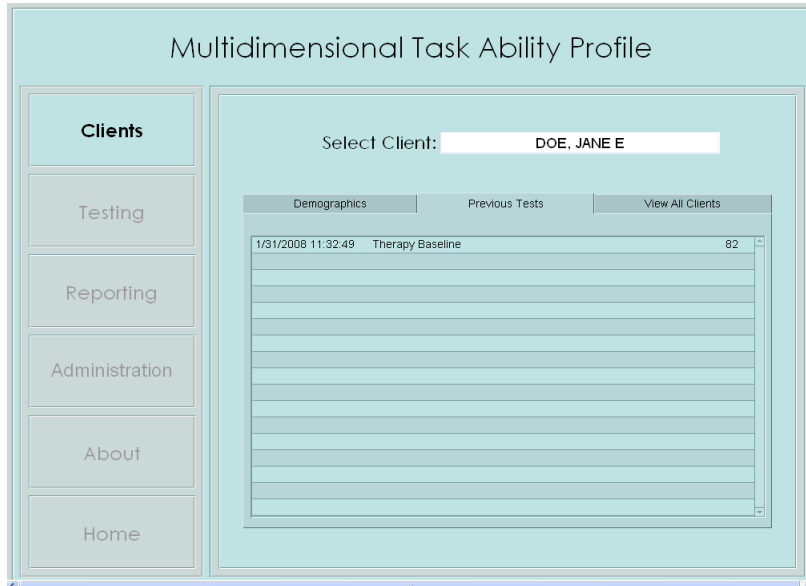 Multidimensional Task Ability Profile
Clients
Testing
Reporting
Administration
About
Home
Select Client: DOE, JANE E
Demographics Previous Tests View All Clients
1/31/2008 11:32:49 Therapy Baseline 82